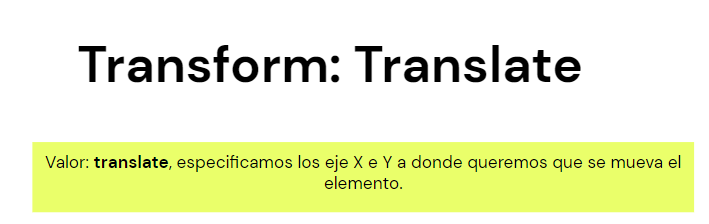 Transform: Translate
Valor: translate, especificamos los eje X e Y a donde queremos que se mueva el
elemento.